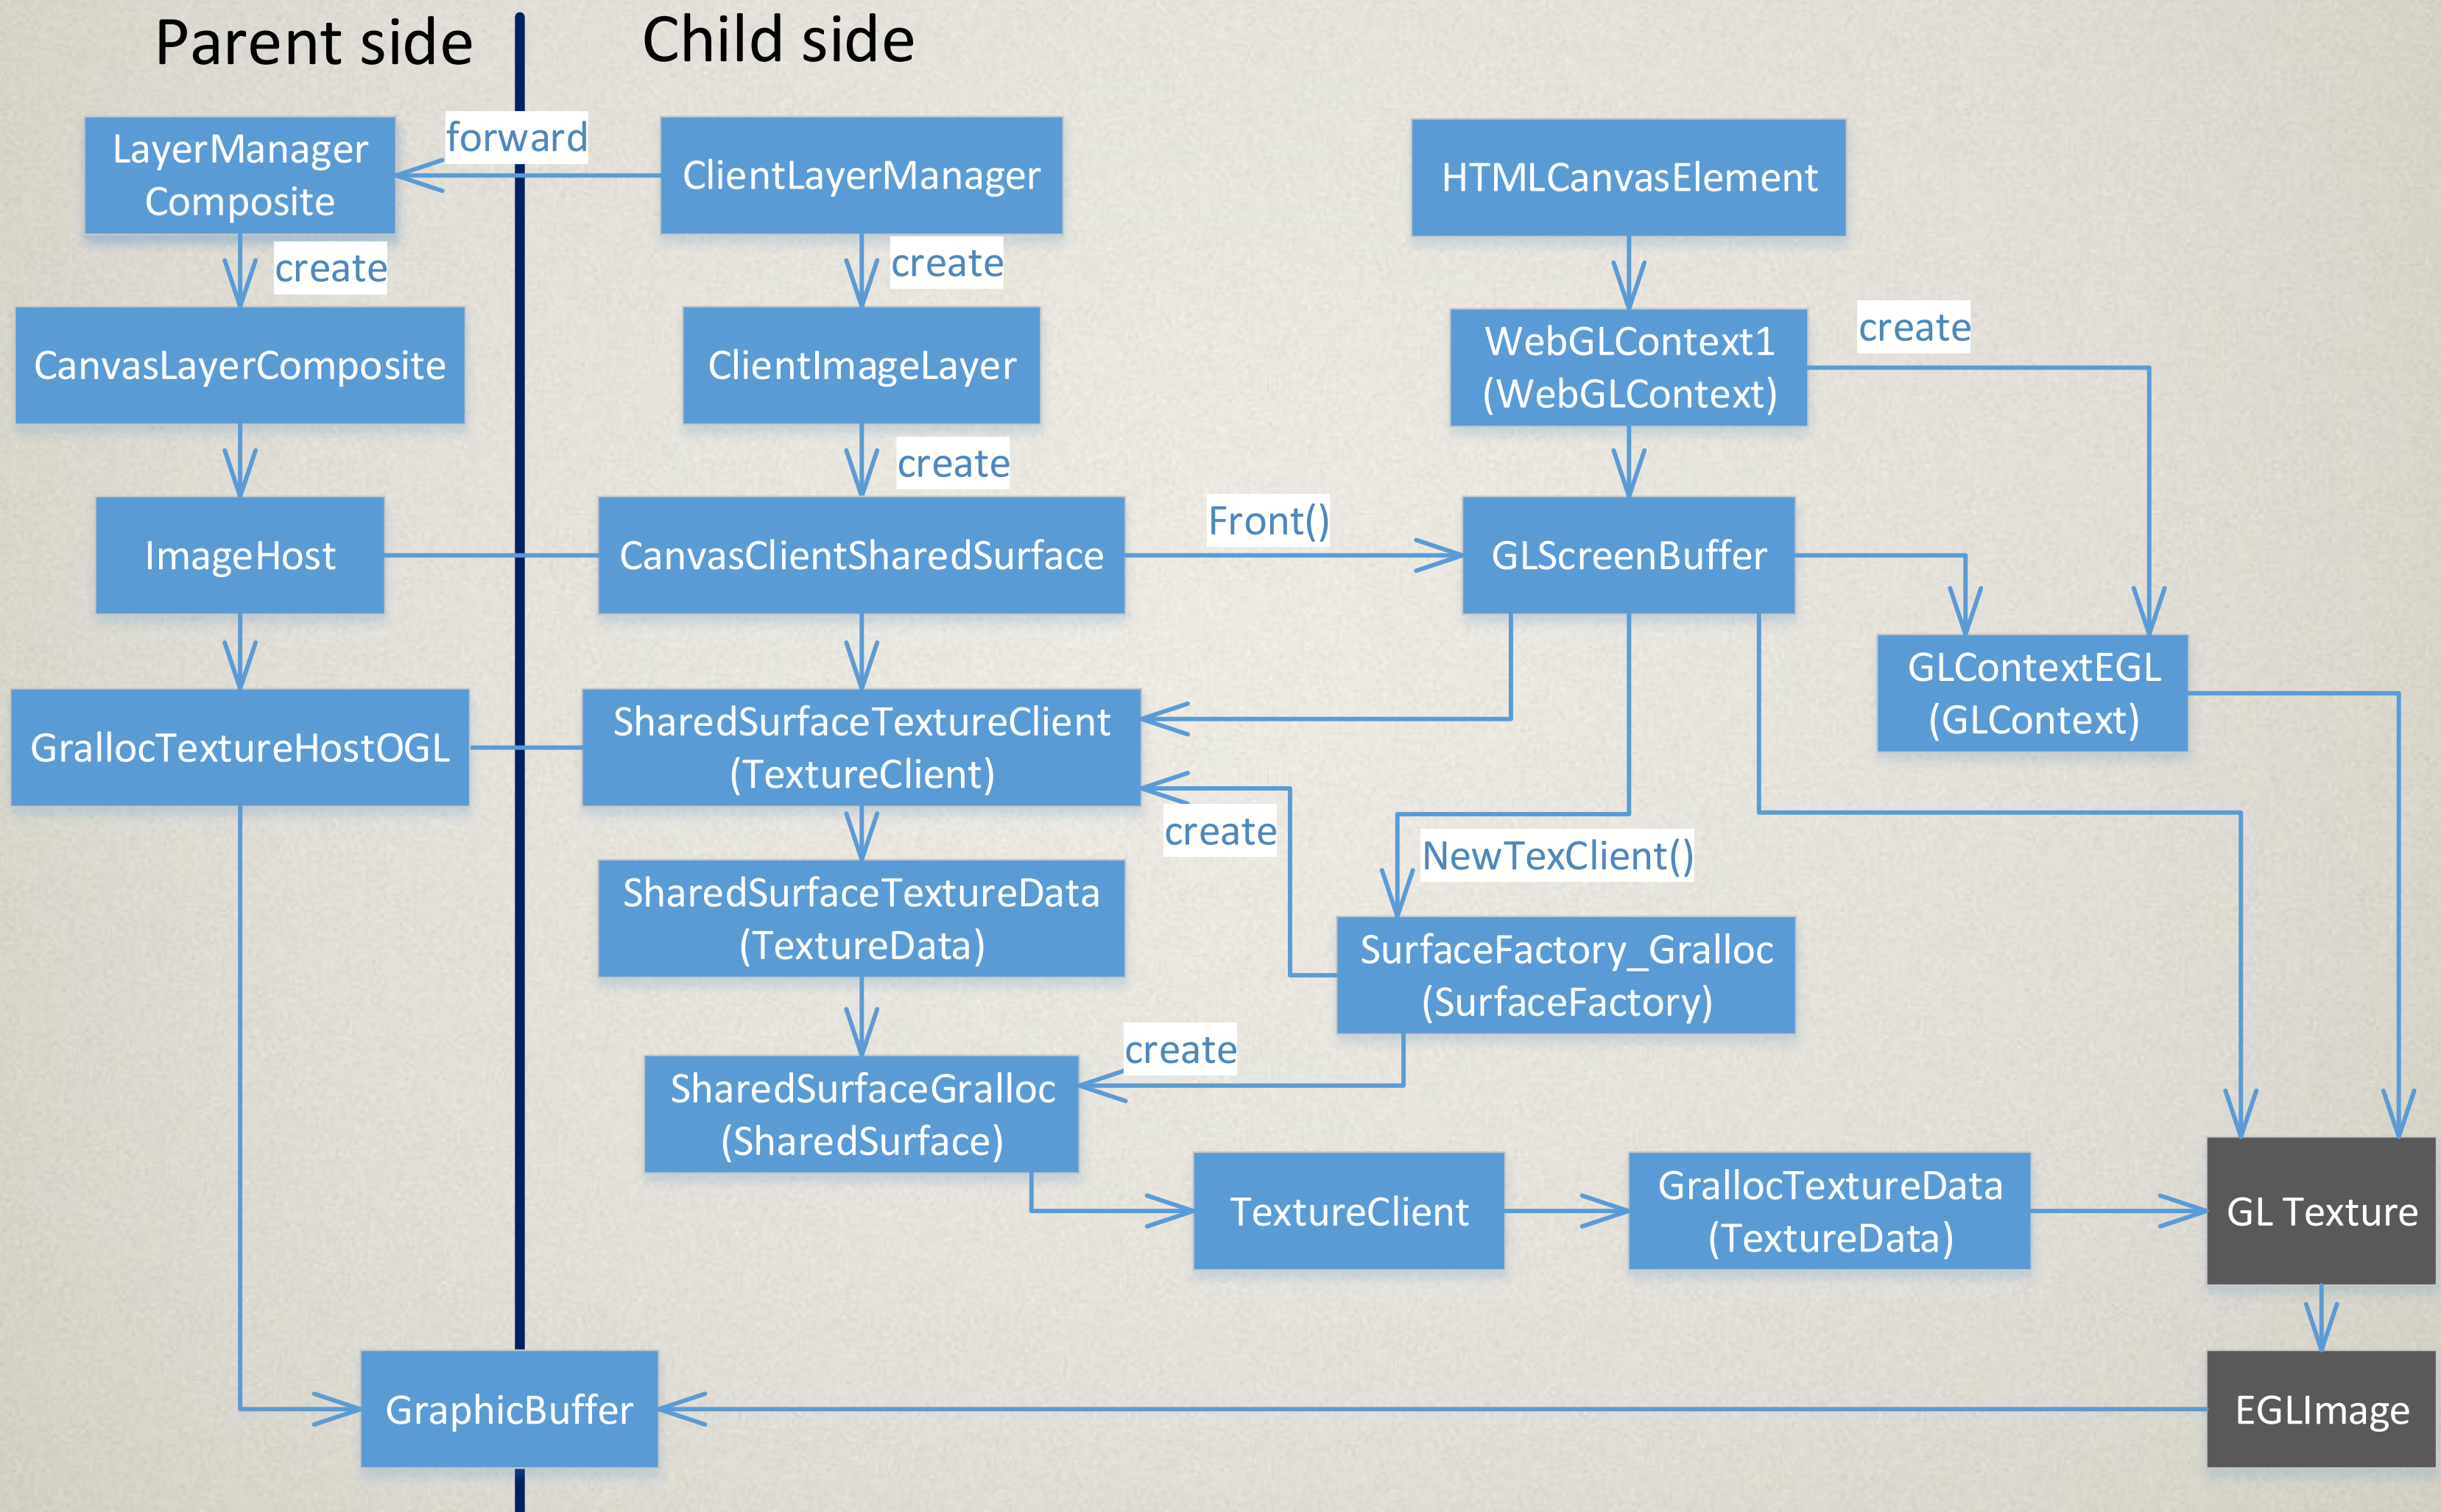 Parent side
Child side
forward
LayerManager
Composite
ClientLayerManager
HTMLCanvasElement
create
create
create
CanvasLayerComposite
ClientImageLayer
WebGLContext1
(WebGLContext)
create
ImageHost
CanvasClientSharedSurface
Front()
GLScreenBuffer
GLContextEGL
(GLContext)
GrallocTextureHostOGL
SharedSurfaceTextureClient
(TextureClient)
create
NewTexClient()
SharedSurfaceTextureData
(TextureData)
SurfaceFactory_Gralloc
(SurfaceFactory)
create
SharedSurfaceGralloc
(SharedSurface)
TextureClient
GrallocTextureData
(TextureData)
GL Texture
GraphicBuffer
EGLImage